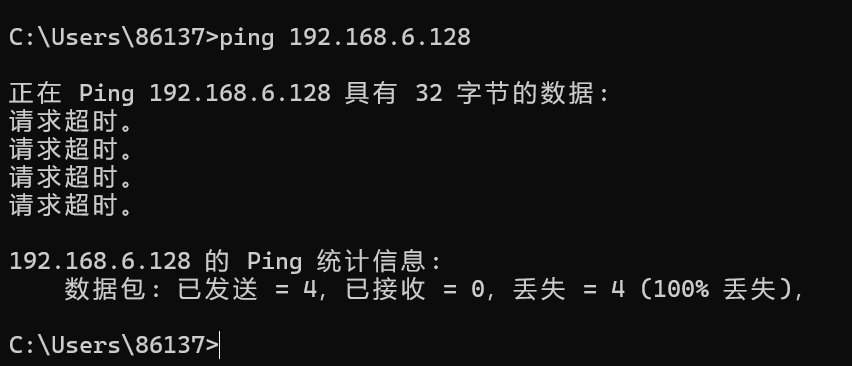 C:\Users\86137>ping 192.168.6.128
正在 Ping 192.168.6.128 具有 32 字节的数据:
请求超时。
请求超时。
请求超时。
请求超时。
192.168.6.128 的 Ping 统计信息:
数据包: 已发送 = 4, 已接收 = 0, 丢失 = 4 (100% 丢失),
C:\Users\86137>